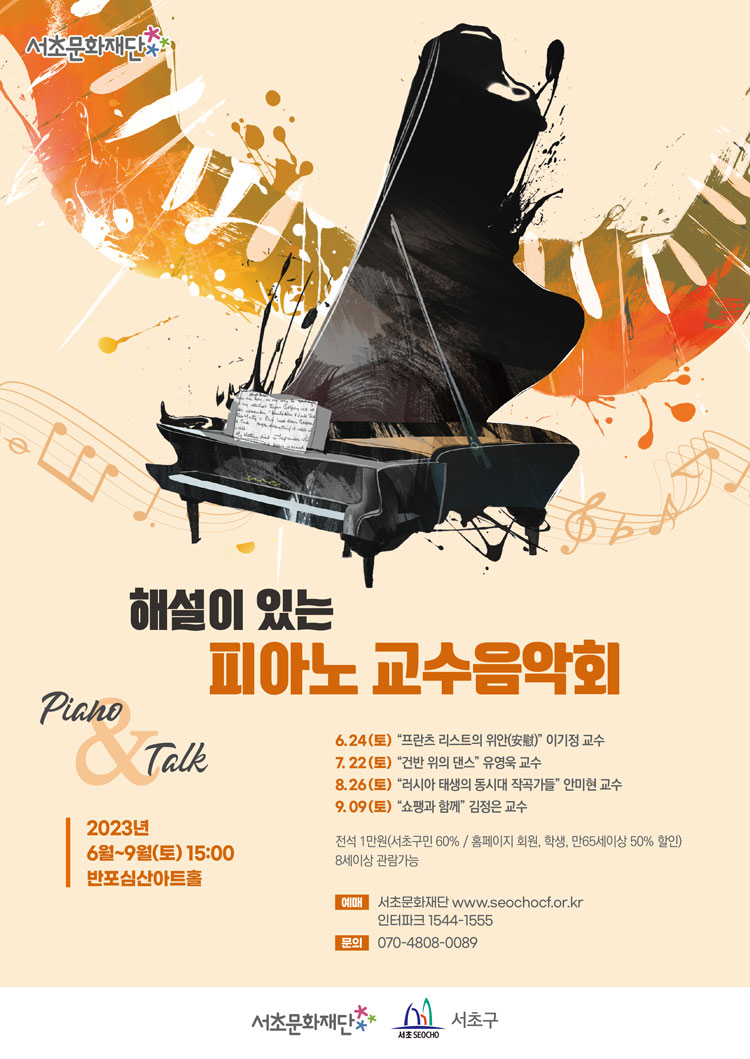 서초문화재단
해설이 있는
피아노 교수음악회
Piano
&
Talk
6. 24 (토) “프란츠 리스트의 위안(安慰)” 이기정 교수
7. 22 (토) “건반 위의 댄스” 유영욱 교수
8. 26 (토) “러시아 태생의 동시대 작곡가들” 안미현 교수
9. 09 (토) “쇼팽과 함께” 김정은 교수
2023년
6월~9월(토) 15:00
반포심산아트홀
전석 1만원(서초구민 60% / 홈페이지 회원, 학생, 만65세이상 50% 할인)
8세이상 관람가능
예매 서초문화재단 www.seochocf.or.kr
인터파크 1544-1555
문의 070-4808-0089
서초문화재단 서초 SEOCHO 서초구